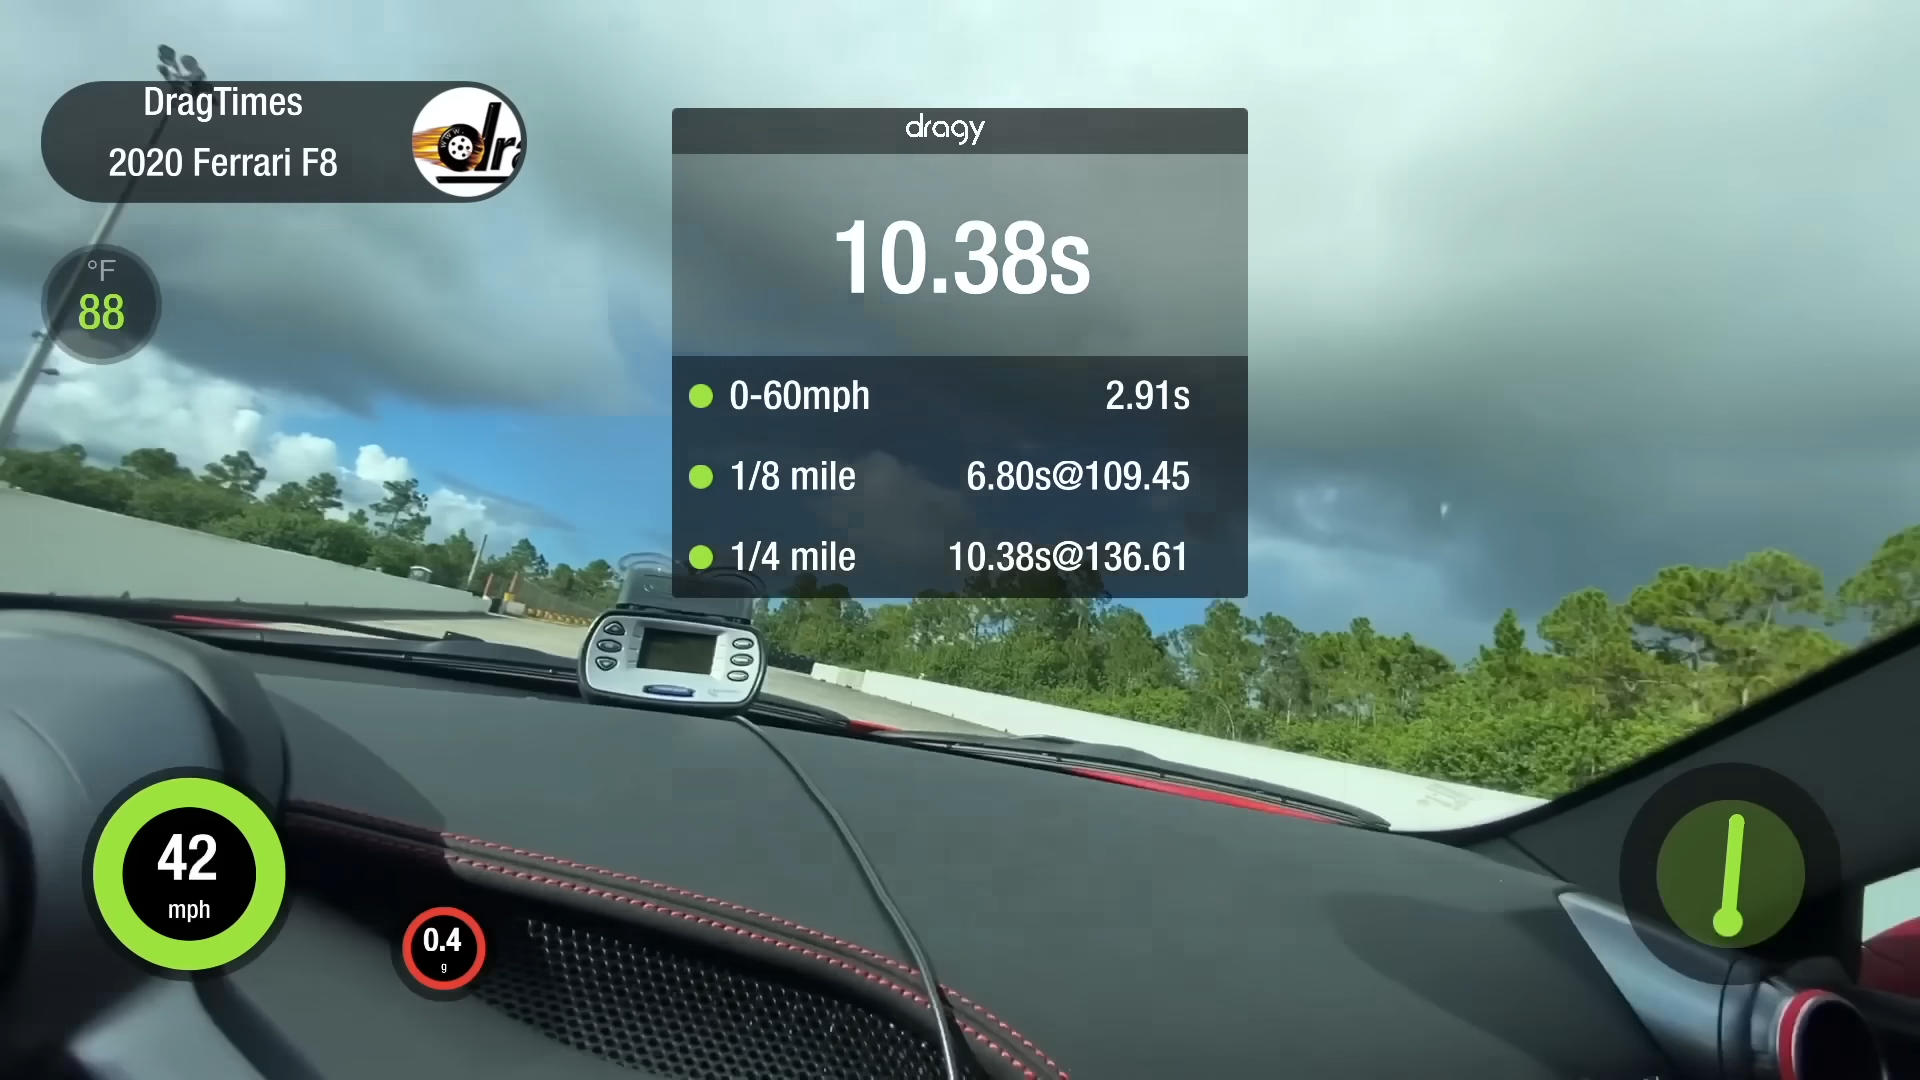 DragTimes
2020 Ferrari F8
dragy
°F
88
10.38s
0-60mph 2.91s
1/8 mile 6.80s@109.45
1/4 mile 10.38s@136.61
42
mph
0.4
g